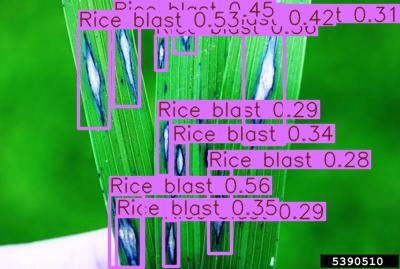 Rice blast 0.45
Rice blast 0.53
0.42
t 0.31
Rice blast 0.29
Rice blast 0.34
Rice blast 0.28
Rice blast 0.56
Rice blast 0.35
0.29
5390510